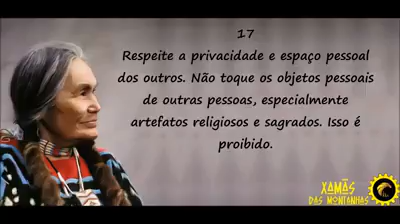 17
Respeite a privacidade e espaço pessoal
dos outros. Não toque os objetos pessoais
de outras pessoas, especialmente
artefatos religiosos e sagrados. Isso é
proibido.
XAMÃS
DAS MONTANHAS